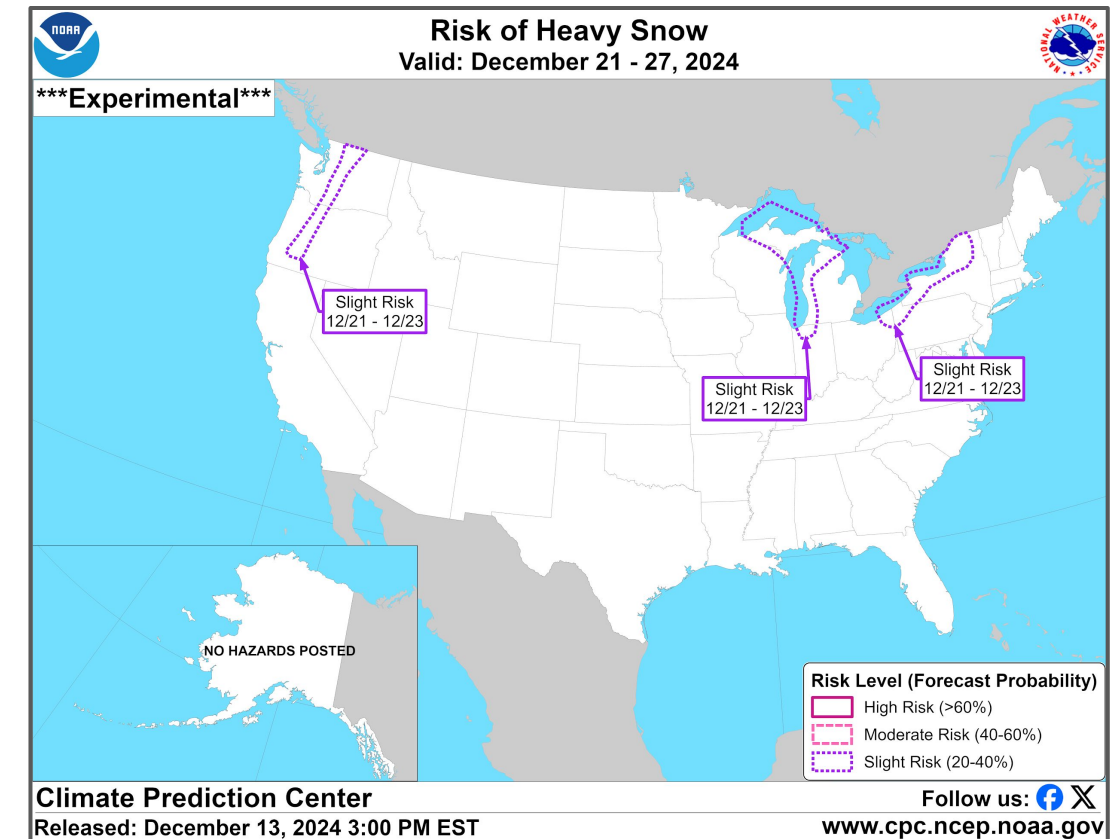 NOAA
Risk of Heavy Snow
Valid: December 21 - 27, 2024
NATIONAL WEATHER SERVICE
***Experimental***
Slight Risk
12/21 - 12/23
Slight Risk
12/21 - 12/23
Slight Risk
12/21 - 12/23
NO HAZARDS POSTED
Risk Level (Forecast Probability)
High Risk (>60%)
Moderate Risk (40-60%)
Slight Risk (20-40%)
Climate Prediction Center
Follow us:
Released: December 13, 2024 3:00 PM EST
www.cpc.ncep.noaa.gov